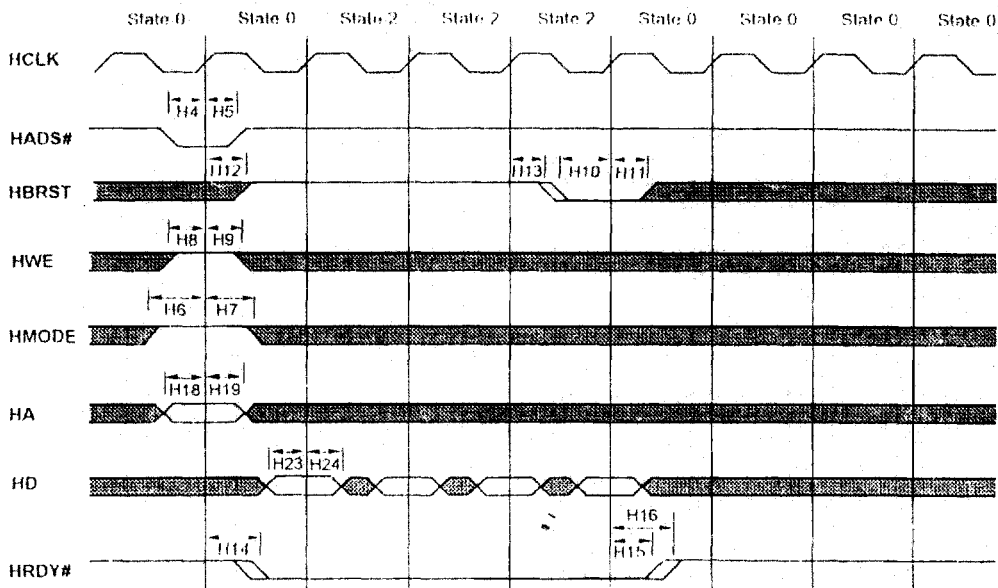 State 0 State 0 State 2 State 2 State 2 State 0 State 0 State 0 State 0
HCLK
H4 H5
HADS#
H12 H13 H10 H11
HBRST
H8 H9
HWE
H6 H7
HMODE
H18 H19
HA
H23 H24
HD
H16
H14 H15
HRDY#